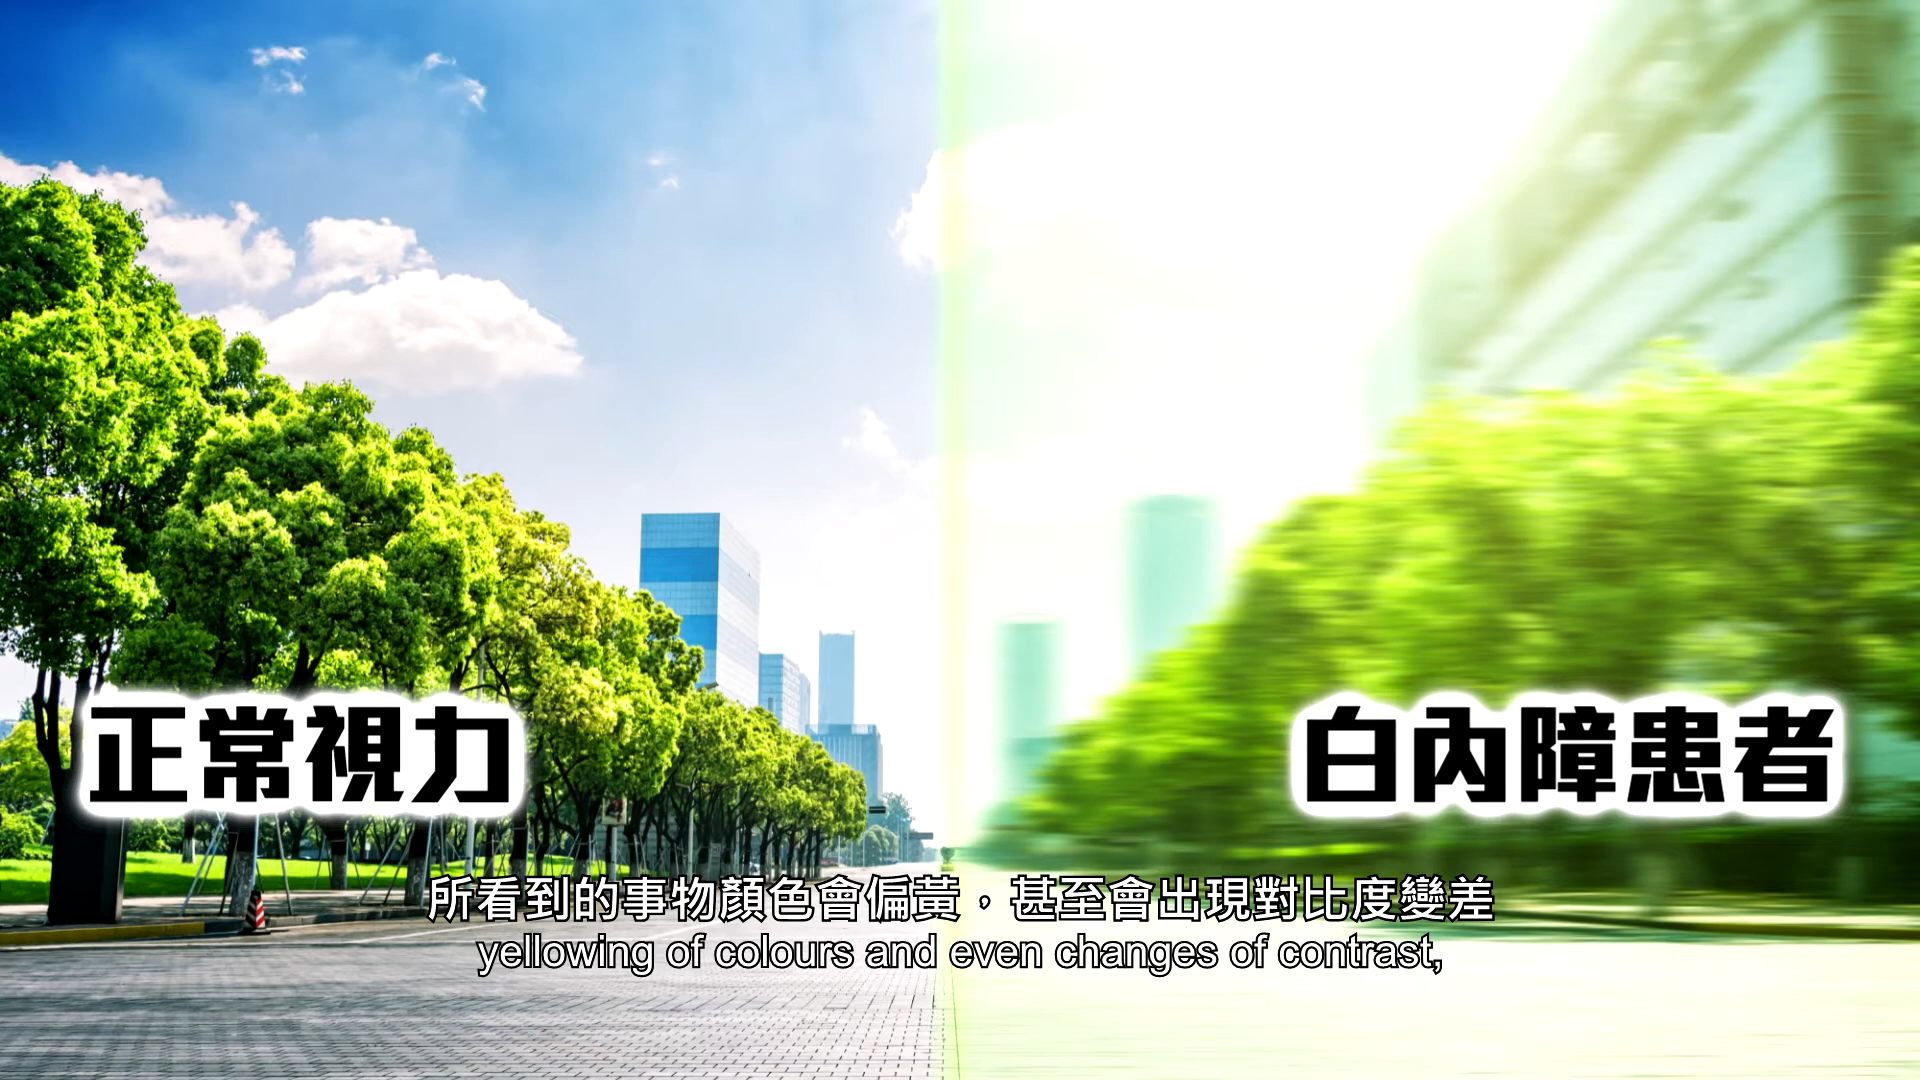 正常視力
白內障患者
所看到的事物顏色會偏黃，甚至會出現對比度變差
yellowing of colours and even changes of contrast,